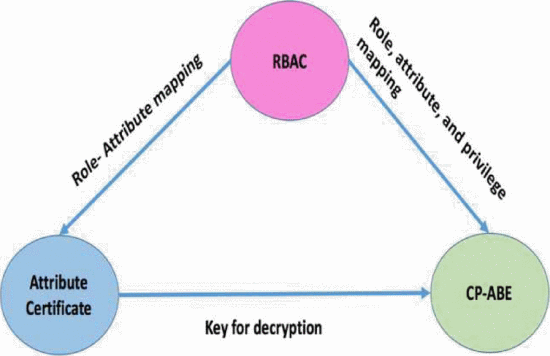 RBAC
Role- Attribute mapping
Role, attribute, and privilege
mapping
Attribute
Certificate
CP-ABE
Key for decryption